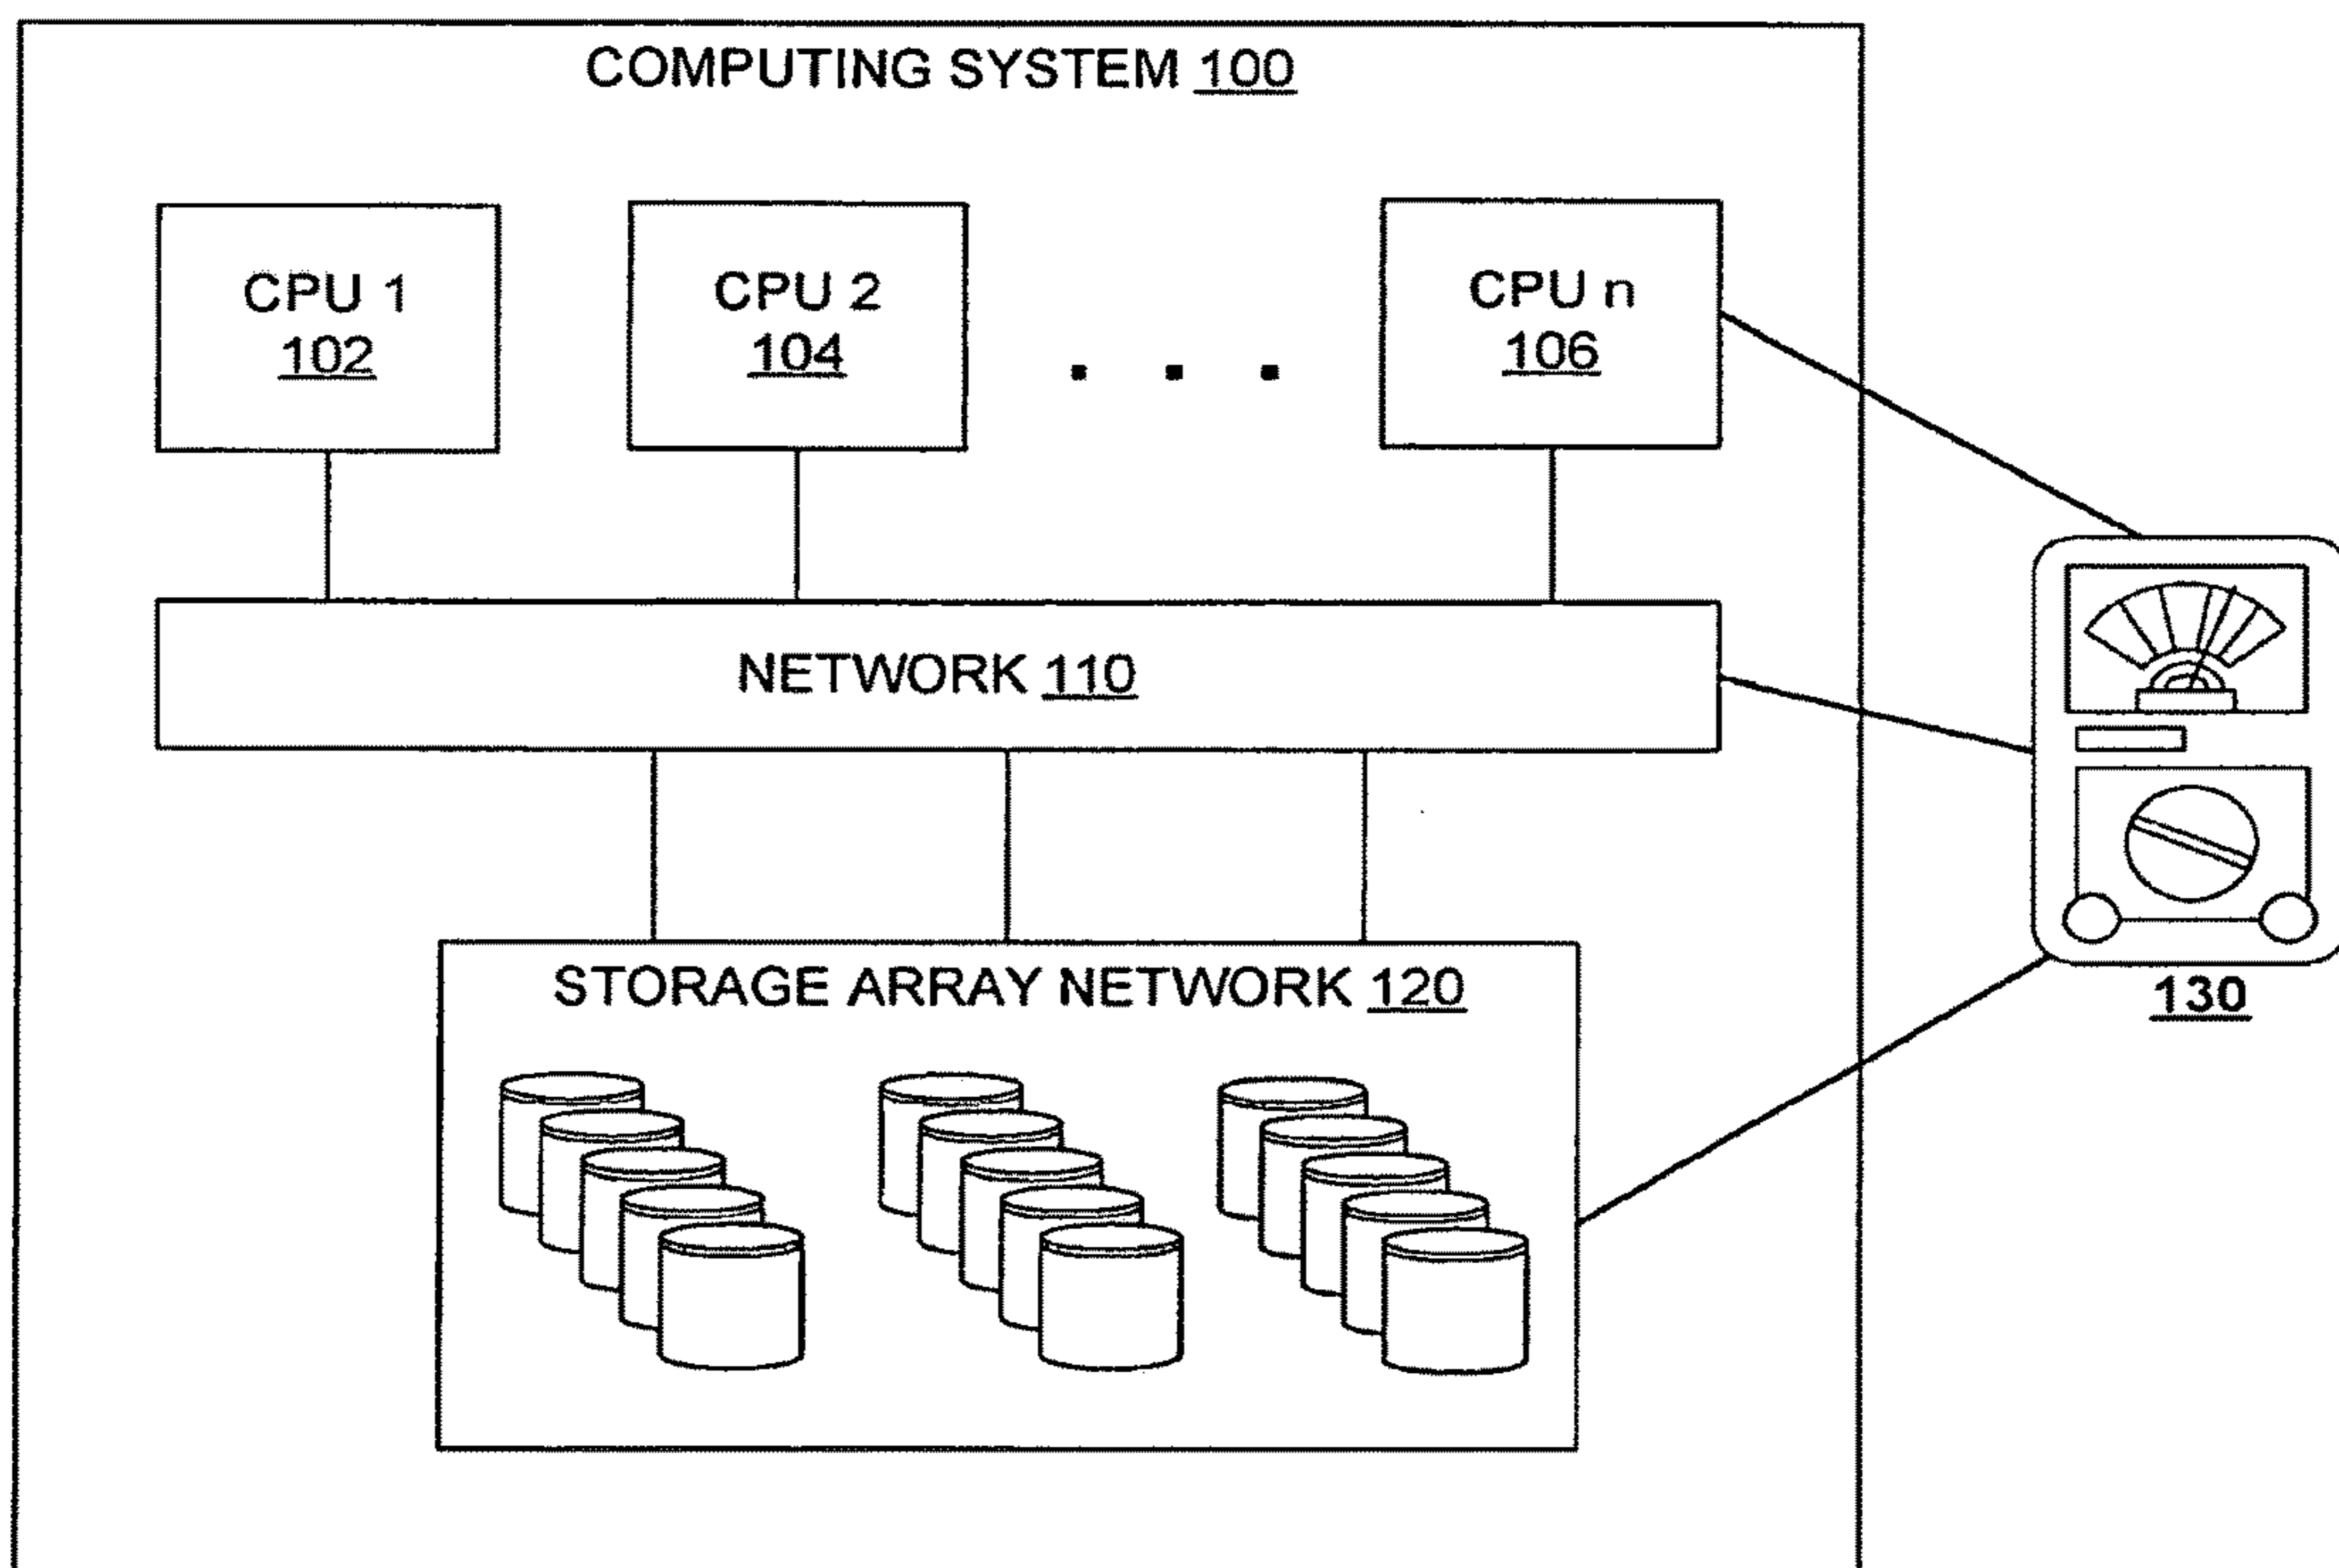 COMPUTING SYSTEM 100
CPU 1
102
CPU 2
104
. . .
CPU n
106
NETWORK 110
STORAGE ARRAY NETWORK 120
130